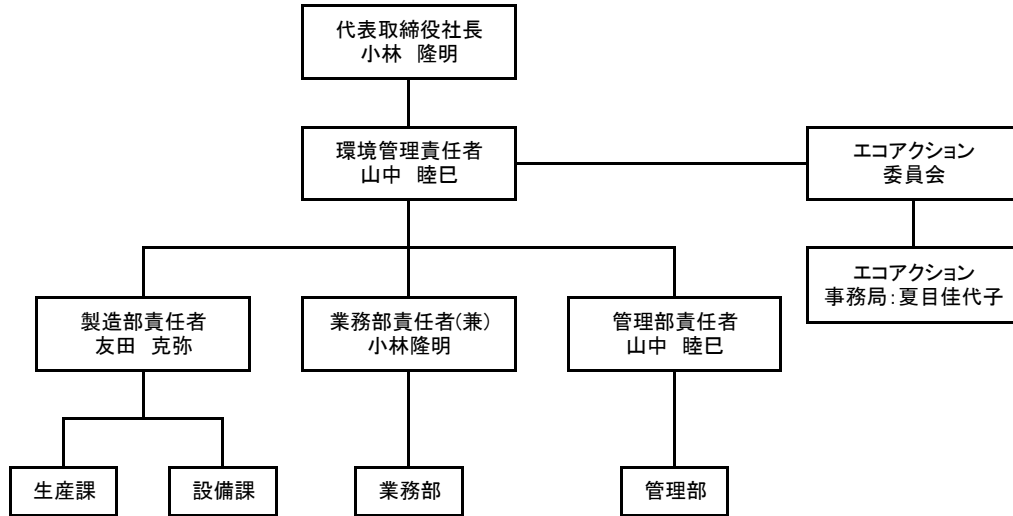 代表取締役社長
小林　隆明
環境管理責任者
山中　睦巳
エコアクション
委員会
エコアクション
事務局：夏目佳代子
製造部責任者
友田　克弥
業務部責任者(兼)
小林隆明
管理部責任者
山中　睦巳
生産課
設備課
業務部
管理部